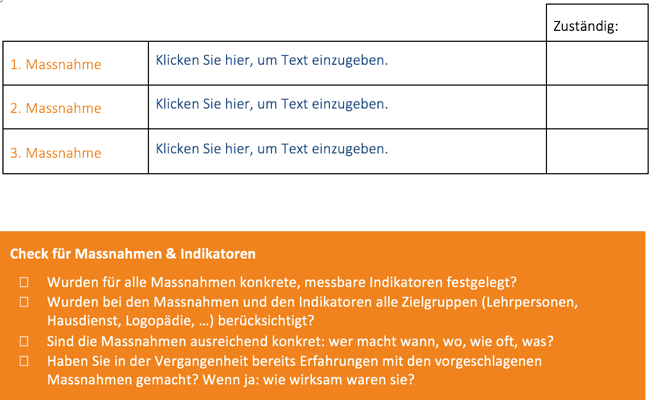 Zuständig:
1. Massnahme Klicken Sie hier, um Text einzugeben.
2. Massnahme Klicken Sie hier, um Text einzugeben.
3. Massnahme Klicken Sie hier, um Text einzugeben.
Check für Massnahmen & Indikatoren
Wurden für alle Massnahmen konkrete, messbare Indikatoren festgelegt?
Wurden bei den Massnahmen und den Indikatoren alle Zielgruppen (Lehrpersonen,
Hausdienst, Logopädie, …) berücksichtigt?
Sind die Massnahmen ausreichend konkret: wer macht wann, wo, wie oft, was?
Haben Sie in der Vergangenheit bereits Erfahrungen mit den vorgeschlagenen
Massnahmen gemacht? Wenn ja: wie wirksam waren sie?